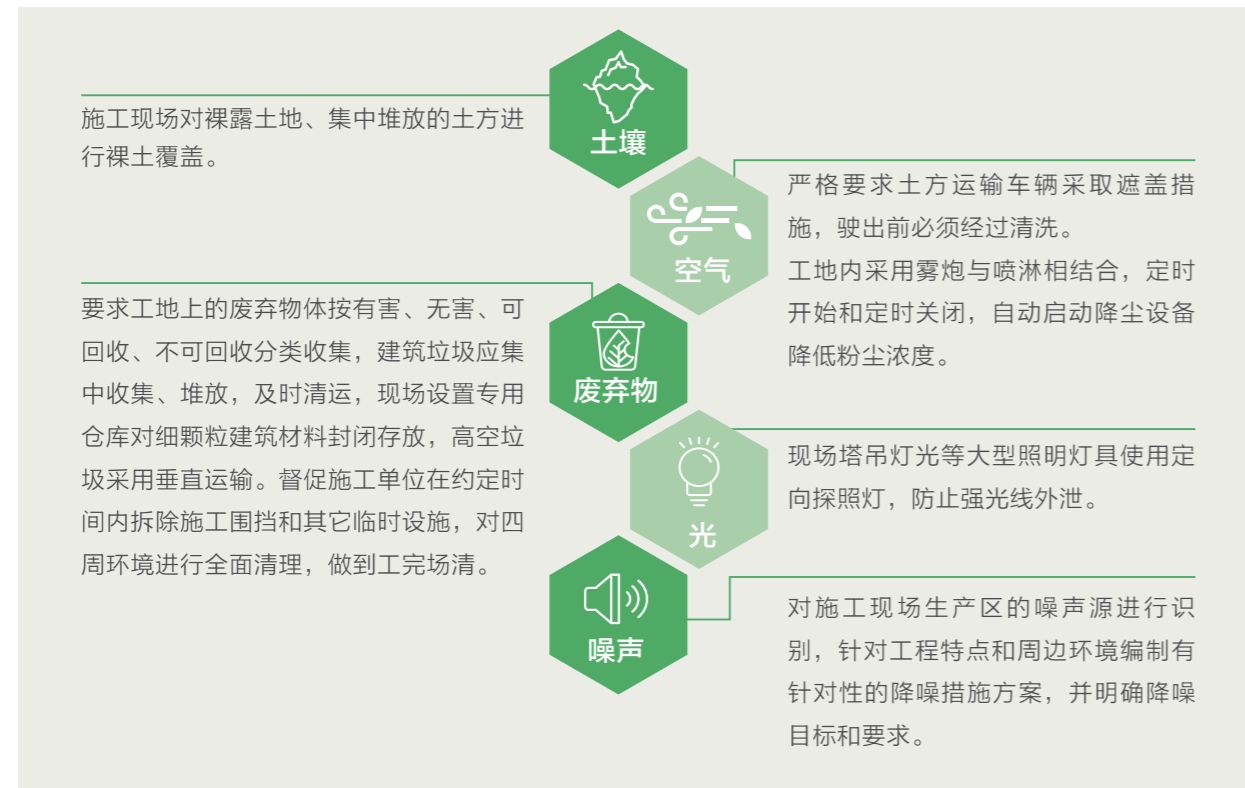 土壤
施工现场对裸露土地、集中堆放的土方进
行裸土覆盖。
空气
严格要求土方运输车辆采取遮盖措
施，驶出前必须经过清洗。
工地内采用雾炮与喷淋相结合，定时
开始和定时关闭，自动启动降尘设备
降低粉尘浓度。
废弃物
要求工地上的废弃物体按有害、无害、可
回收、不可回收分类收集，建筑垃圾应集
中收集、堆放，及时清运，现场设置专用
仓库对细颗粒建筑材料封闭存放，高空垃
圾采用垂直运输。督促施工单位在约定时
间内拆除施工围挡和其它临时设施，对四
周环境进行全面清理，做到工完场清。
光
现场塔吊灯光等大型照明灯具使用定
向探照灯，防止强光线外泄。
噪声
对施工现场生产区的噪声源进行识
别，针对工程特点和周边环境编制有
针对性的降噪措施方案，并明确降噪
目标和要求。